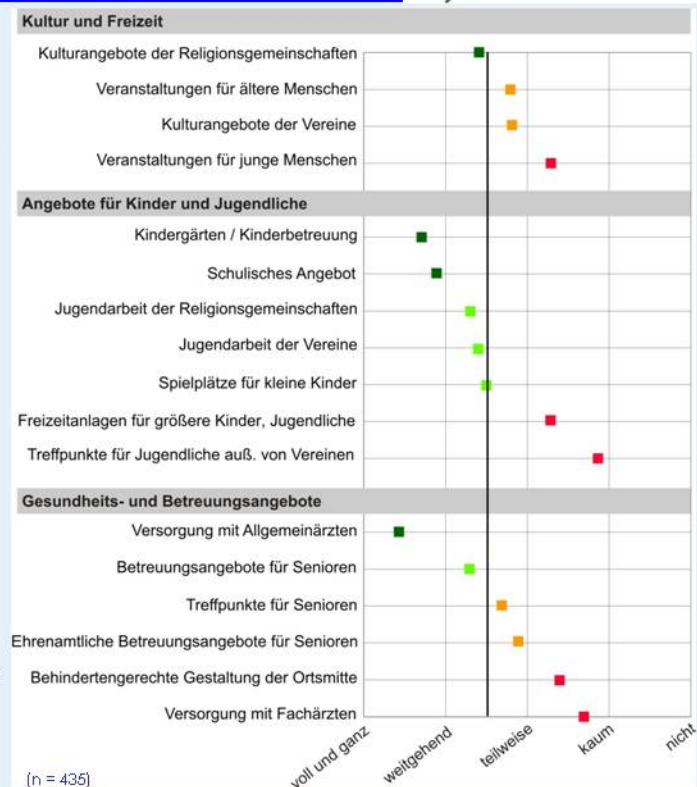 Kultur und Freizeit
Kulturangebote der Religionsgemeinschaften
Veranstaltungen für ältere Menschen
Kulturangebote der Vereine
Veranstaltungen für junge Menschen
Angebote für Kinder und Jugendliche
Kindergärten / Kinderbetreuung
Schulisches Angebot
Jugendarbeit der Religionsgemeinschaften
Jugendarbeit der Vereine
Spielplätze für kleine Kinder
Freizeitanlagen für größere Kinder, Jugendliche
Treffpunkte für Jugendliche auß. von Vereinen
Gesundheits- und Betreuungsangebote
Versorgung mit Allgemeinärzten
Betreuungsangebote für Senioren
Treffpunkte für Senioren
Ehrenamtliche Betreuungsangebote für Senioren
Behindertengerechte Gestaltung der Ortsmitte
Versorgung mit Fachärzten
voll und ganz
weitgehend
teilweise
kaum
nicht
(n = 435)